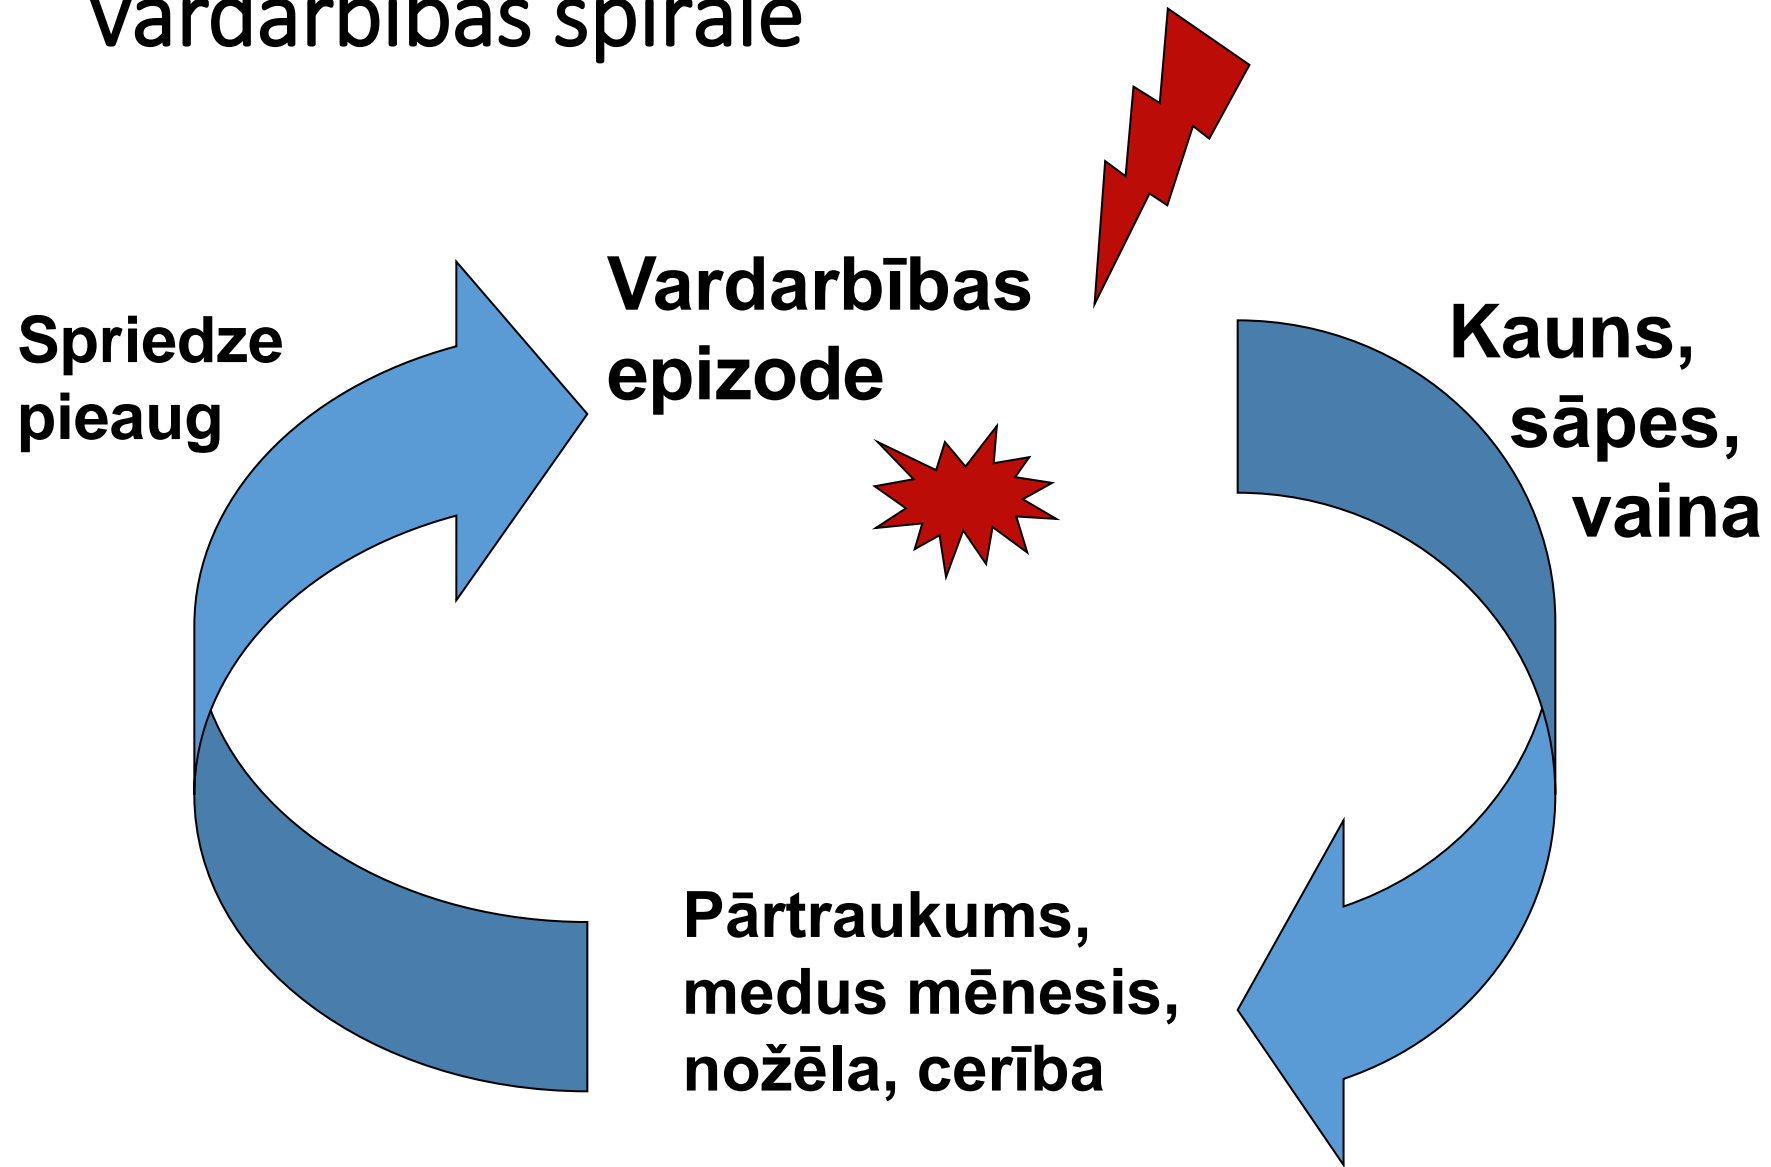 Vardarbības spirāle
Vardarbības
epizode
Spriedze
pieaug
Kauns,
sāpes,
vaina
Pārtraukums,
medus mēnesis,
nožēla, cerība